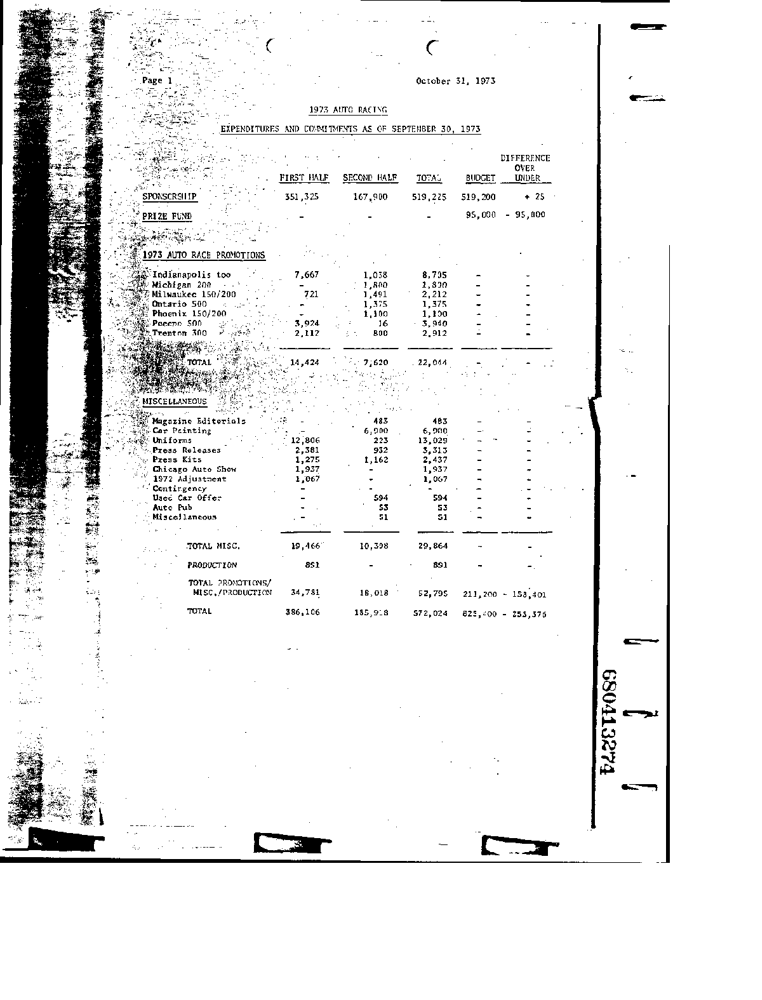 Page 1 October 31, 1973
1973 AUTO RACING
EXPENDITURES AND COMMITMENTS AS OF SEPTEMBER 30, 1973
DIFFERENCE
OVER
FIRST HALF SECOND HALF TOTAL BUDGET UNDER
SPONSORSHIP 351,325 167,900 519,225 519,200 + 25
PRIZE FUND - - - 95,000 - 95,000
1973 AUTO RACE PROMOTIONS
Indianapolis too 7,667 1,038 8,705 - -
Michigan 200 - 1,800 1,800 - -
Milwaukee 150/200 721 1,491 2,212 - -
Ontario 500 - 1,375 1,375 - -
Phoenix 150/200 - 1,100 1,100 - -
Pocono 500 3,924 16 3,940 - -
Trenton 300 2,112 800 2,912 - -
TOTAL 14,424 7,620 22,044 - -
MISCELLANEOUS
Magazine Editorials - 483 483 - -
Car Painting - 6,900 6,900 - -
Uniforms 12,806 223 13,029 - -
Press Releases 2,381 932 3,313 - -
Press Kits 1,275 1,162 2,437 - -
Chicago Auto Show 1,937 - 1,937 - -
1972 Adjustment 1,067 - 1,067 - -
Contingency - - - - -
Used Car Offer - 594 594 - -
Auto Pub - 53 53 - -
Miscellaneous - 51 51 - -
TOTAL MISC. 19,466 10,398 29,864 - -
PRODUCTION 891 - 891 - -
TOTAL PROMOTIONS/
MISC./PRODUCTION 34,781 18,018 52,799 211,200 - 158,401
TOTAL 386,106 185,918 572,024 825,400 - 253,376
680413274